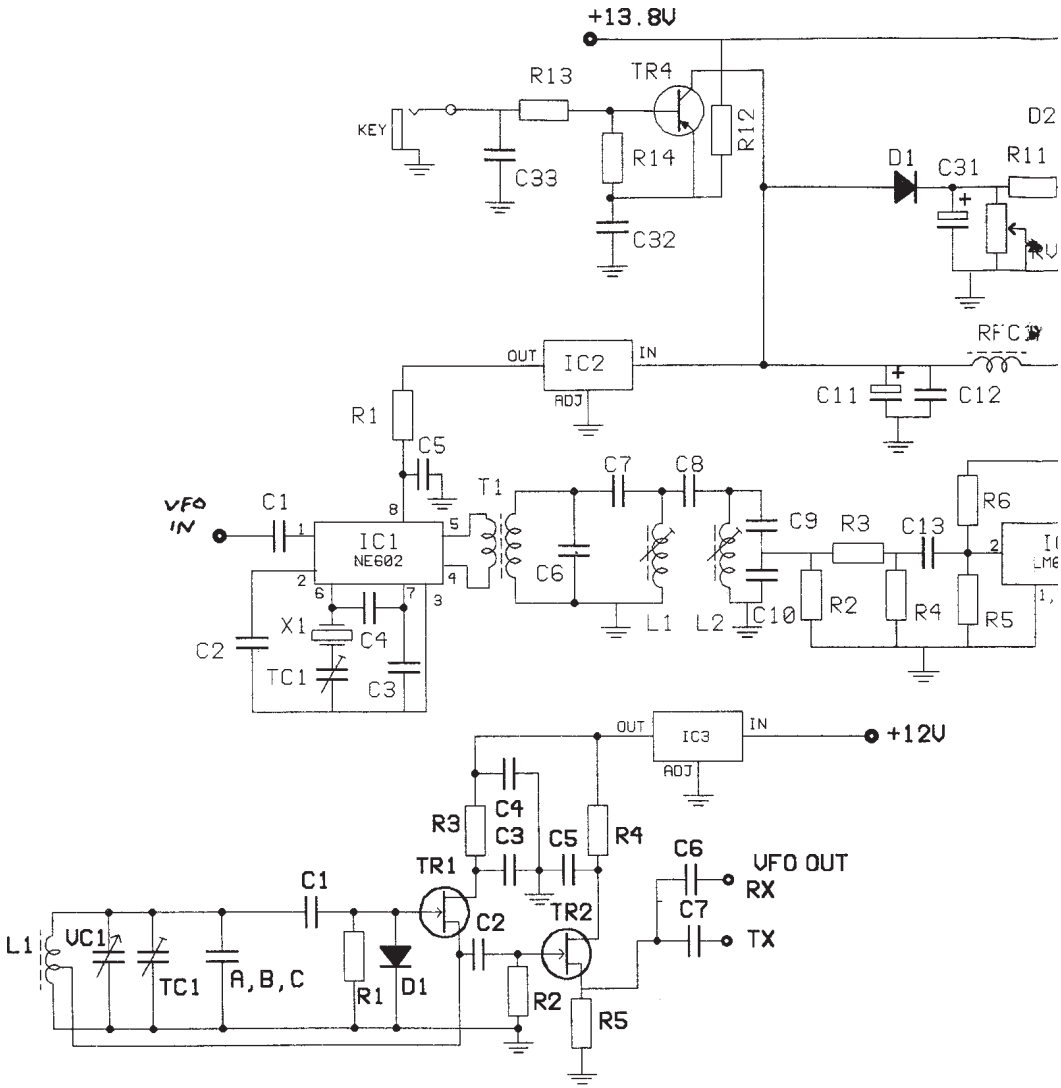 +13.8V
R13
TR4
D2
KEY
R12
R14
D1
C31
R11
C33
+
C32
RV
RFC1
OUT
IC2
IN
+
ADJ
C11
C12
R1
C5
C7
C8
T1
VFO
IN
C1
8
R6
1
5
C9
R3
C13
IC1
NE602
2
IC
LM6
C6
2
4
6
7
3
1,
X1
C4
L1
L2
C10
R2
R4
R5
C2
TC1
C3
OUT
IC3
IN
+12V
ADJ
C4
R3
C3
C5
R4
C6
VFO OUT
TR1
RX
C1
C7
C2
TR2
L1
VC1
TX
TC1
A,B,C
R1
D1
R2
R5